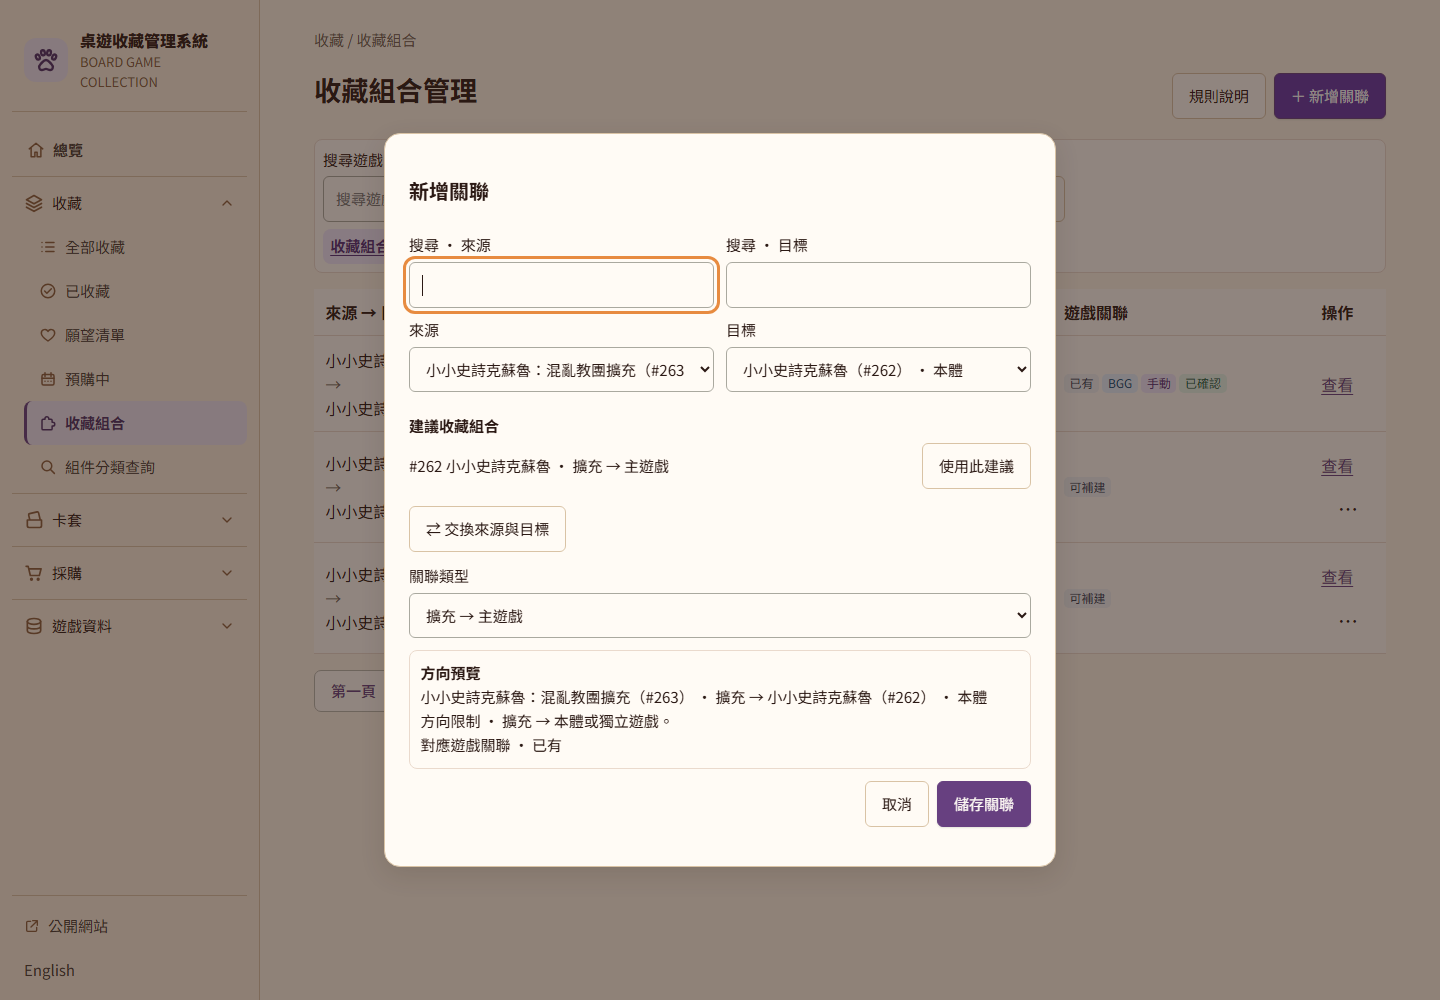 桌遊收藏管理系統
BOARD GAME
COLLECTION
總覽
收藏
全部收藏
已收藏
願望清單
預購中
收藏組合
組件分類查詢
卡套
採購
遊戲資料
公開網站
English
收藏 / 收藏組合
收藏組合管理
規則說明
＋ 新增關聯
搜尋遊戲
搜尋遊
收藏組
來源 →
遊戲關聯
操作
小小史詩
→
小小史詩
已有 BGG 手動 已確認
查看
小小史詩
→
小小史詩
可補建
查看
…
小小史詩
→
小小史詩
可補建
查看
…
第一頁
新增關聯
搜尋 · 來源
搜尋 · 目標
來源
目標
小小史詩克蘇魯：混亂教團擴充（#263
小小史詩克蘇魯（#262） · 本體
建議收藏組合
#262 小小史詩克蘇魯 · 擴充 → 主遊戲
使用此建議
⇄ 交換來源與目標
關聯類型
擴充 → 主遊戲
方向預覽
小小史詩克蘇魯：混亂教團擴充（#263） · 擴充 → 小小史詩克蘇魯（#262） · 本體
方向限制 · 擴充 → 本體或獨立遊戲。
對應遊戲關聯 · 已有
取消
儲存關聯